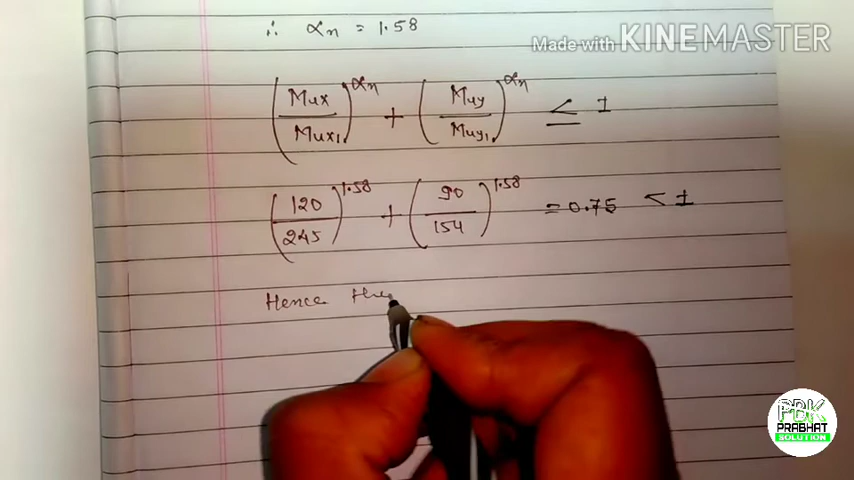 ∴ αn = 1.58
Made with KINEMASTER
(Mux/Mux1)^αn + (Muy/Muy1)^αn ≤ 1
(120/245)^1.58 + (90/154)^1.58 = 0.75 < 1
Hence
PBK
PRABHAT
SOLUTION